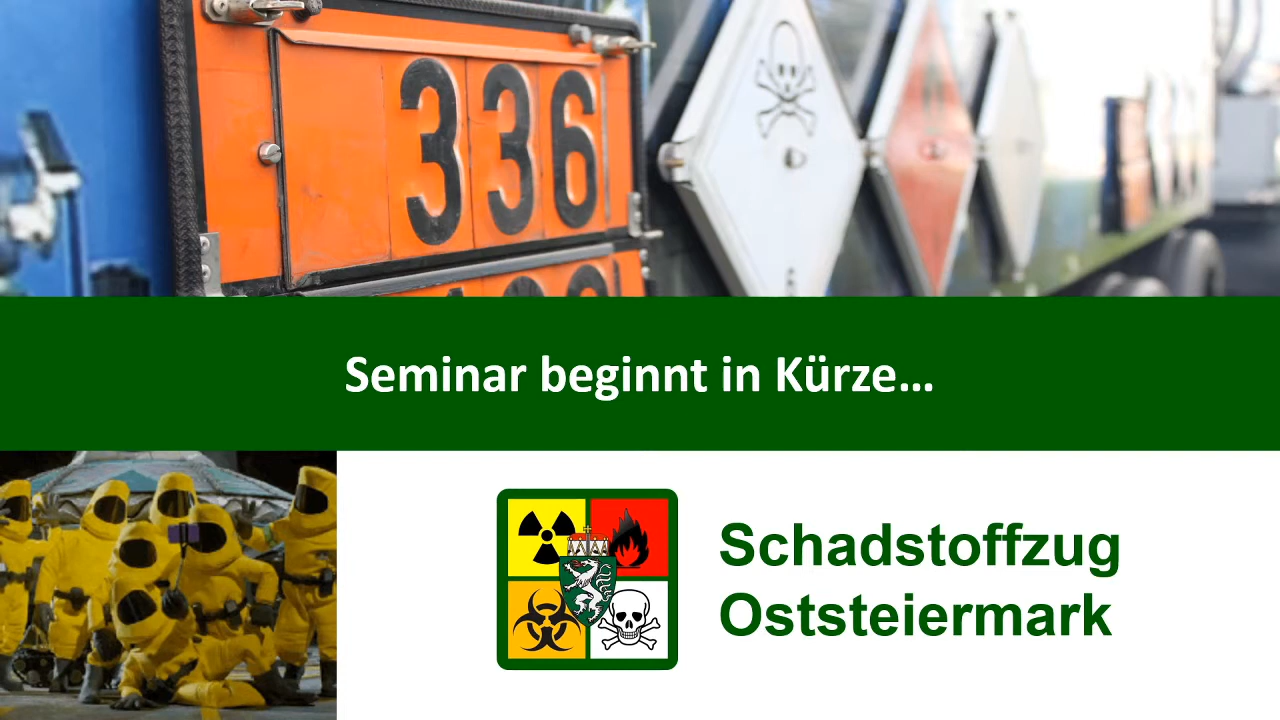 336
Seminar beginnt in Kürze...
Schadstoffzug
Oststeiermark